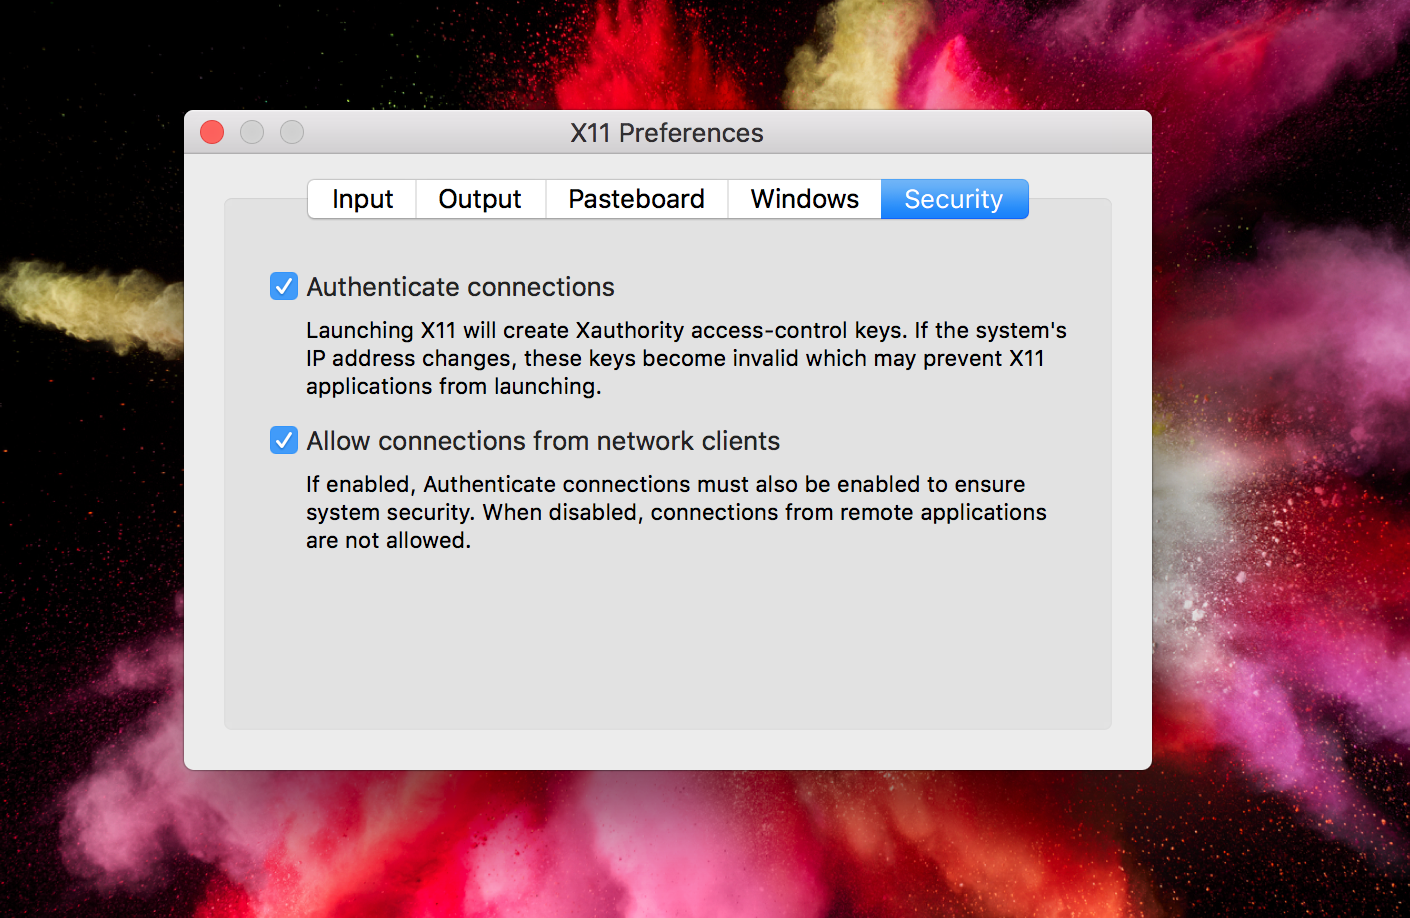 X11 Preferences
Input Output Pasteboard Windows Security
Authenticate connections
Launching X11 will create Xauthority access-control keys. If the system's
IP address changes, these keys become invalid which may prevent X11
applications from launching.
Allow connections from network clients
If enabled, Authenticate connections must also be enabled to ensure
system security. When disabled, connections from remote applications
are not allowed.